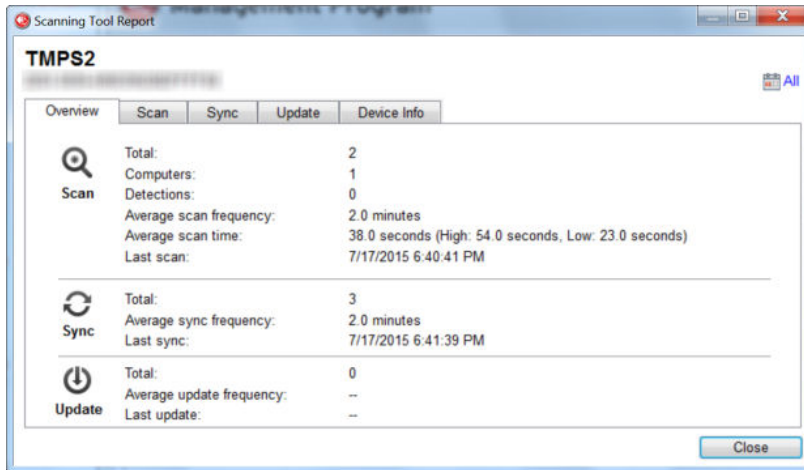 Management Program
Scanning Tool Report
TMPS2
All
Overview Scan Sync Update Device Info
Scan
Total: 2
Computers: 1
Detections: 0
Average scan frequency: 2.0 minutes
Average scan time: 38.0 seconds (High: 54.0 seconds, Low: 23.0 seconds)
Last scan: 7/17/2015 6:40:41 PM
Sync
Total: 3
Average sync frequency: 2.0 minutes
Last sync: 7/17/2015 6:41:39 PM
Update
Total: 0
Average update frequency: --
Last update: --
Close